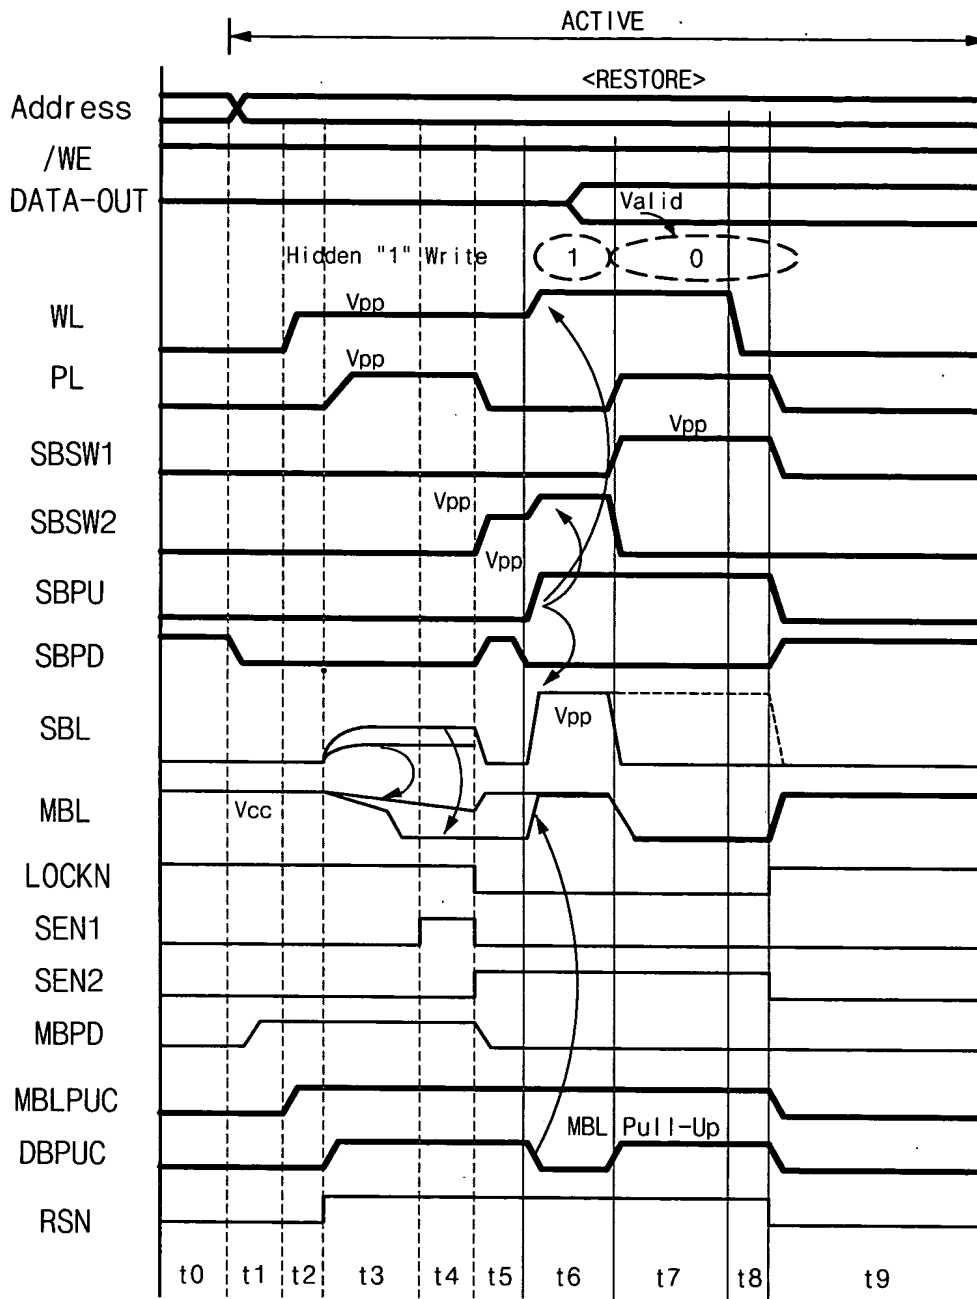 ACTIVE
<RESTORE>
Address
/WE
DATA-OUT
Valid
Hidden "1" Write
1
0
WL
Vpp
PL
Vpp
SBSW1
Vpp
SBSW2
Vpp
Vpp
SBPU
SBPD
SBL
Vpp
MBL
Vcc
LOCKN
SEN1
SEN2
MBPD
MBLPUC
MBL Pull-Up
DBPUC
RSN
t0 t1 t2 t3 t4 t5 t6 t7 t8 t9